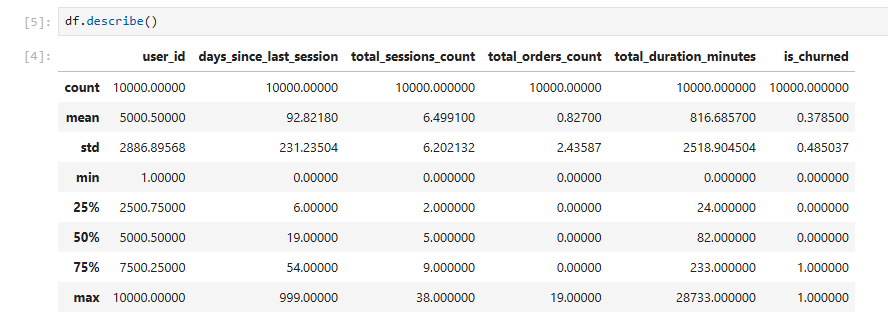 [5]: df.describe()
[4]: user_id days_since_last_session total_sessions_count total_orders_count total_duration_minutes is_churned
count 10000.00000 10000.00000 10000.000000 10000.00000 10000.000000 10000.000000
mean 5000.50000 92.82180 6.499100 0.82700 816.685700 0.378500
std 2886.89568 231.23504 6.202132 2.43587 2518.904504 0.485037
min 1.00000 0.00000 0.000000 0.00000 0.000000 0.000000
25% 2500.75000 6.00000 2.000000 0.00000 24.000000 0.000000
50% 5000.50000 19.00000 5.000000 0.00000 82.000000 0.000000
75% 7500.25000 54.00000 9.000000 0.00000 233.000000 1.000000
max 10000.00000 999.00000 38.000000 19.00000 28733.000000 1.000000